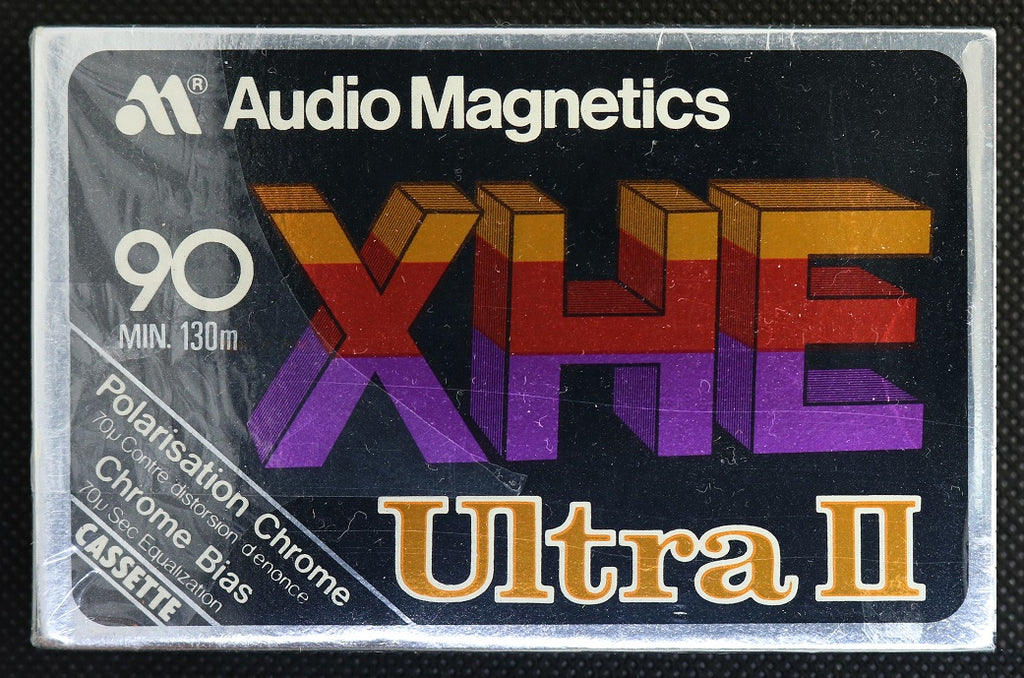 ® Audio Magnetics
XHE
90
MIN. 130m
Polarisation Chrome
70µ Contre distorsion d'enonce
Chrome Bias
70µ Sec Equalization
CASSETTE
Ultra II